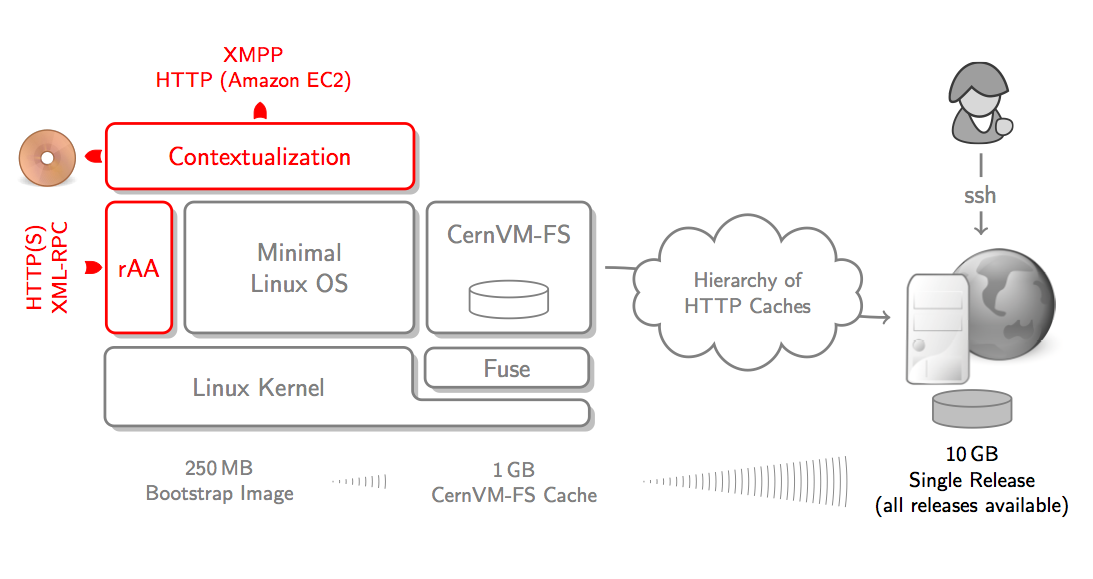 XMPP
HTTP (Amazon EC2)
Contextualization
HTTP(S)
XML-RPC
rAA
Minimal
Linux OS
CernVM-FS
Hierarchy of
HTTP Caches
ssh
Linux Kernel
Fuse
250 MB
Bootstrap Image
1 GB
CernVM-FS Cache
10 GB
Single Release
(all releases available)